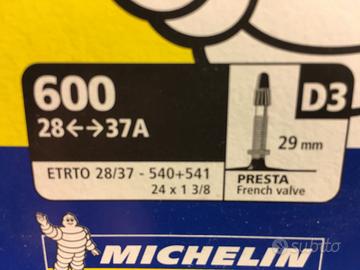 600
28←→37A
D3
29 mm
ETRTO 28/37 - 540+541
24 x 1 3/8
PRESTA
French valve
MICHELIN
subito